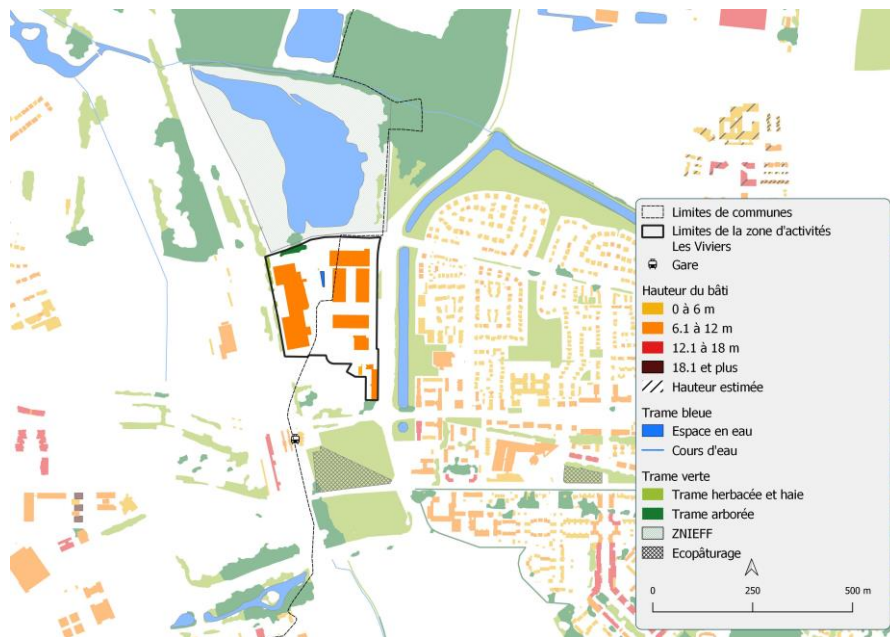 Limites de communes
Limites de la zone d'activités
Les Viviers
Gare
Hauteur du bâti
0 à 6 m
6.1 à 12 m
12.1 à 18 m
18.1 et plus
Hauteur estimée
Trame bleue
Espace en eau
Cours d'eau
Trame verte
Trame herbacée et haie
Trame arborée
ZNIEFF
Ecopâturage
0 250 500 m